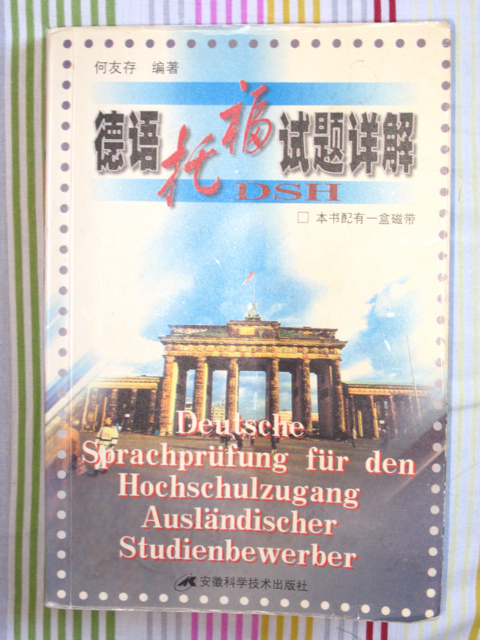 何友存 编著
德语托福试题详解
DSH
□ 本书配有一盒磁带
Deutsche
Sprachprüfung für den
Hochschulzugang
Ausländischer
Studienbewerber
安徽科学技术出版社